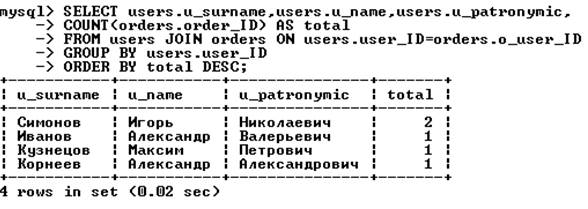 mysql> SELECT users.u_surname,users.u_name,users.u_patronymic,
-> COUNT(orders.order_ID) AS total
-> FROM users JOIN orders ON users.user_ID=orders.o_user_ID
-> GROUP BY users.user_ID
-> ORDER BY total DESC;
+-----------+-----------+---------------+-------+
| u_surname | u_name | u_patronymic | total |
+-----------+-----------+---------------+-------+
| Симонов | Игорь | Николаевич | 2 |
| Иванов | Александр | Валерьевич | 1 |
| Кузнецов | Максим | Петрович | 1 |
| Корнеев | Александр | Александрович | 1 |
+-----------+-----------+---------------+-------+
4 rows in set (0.02 sec)